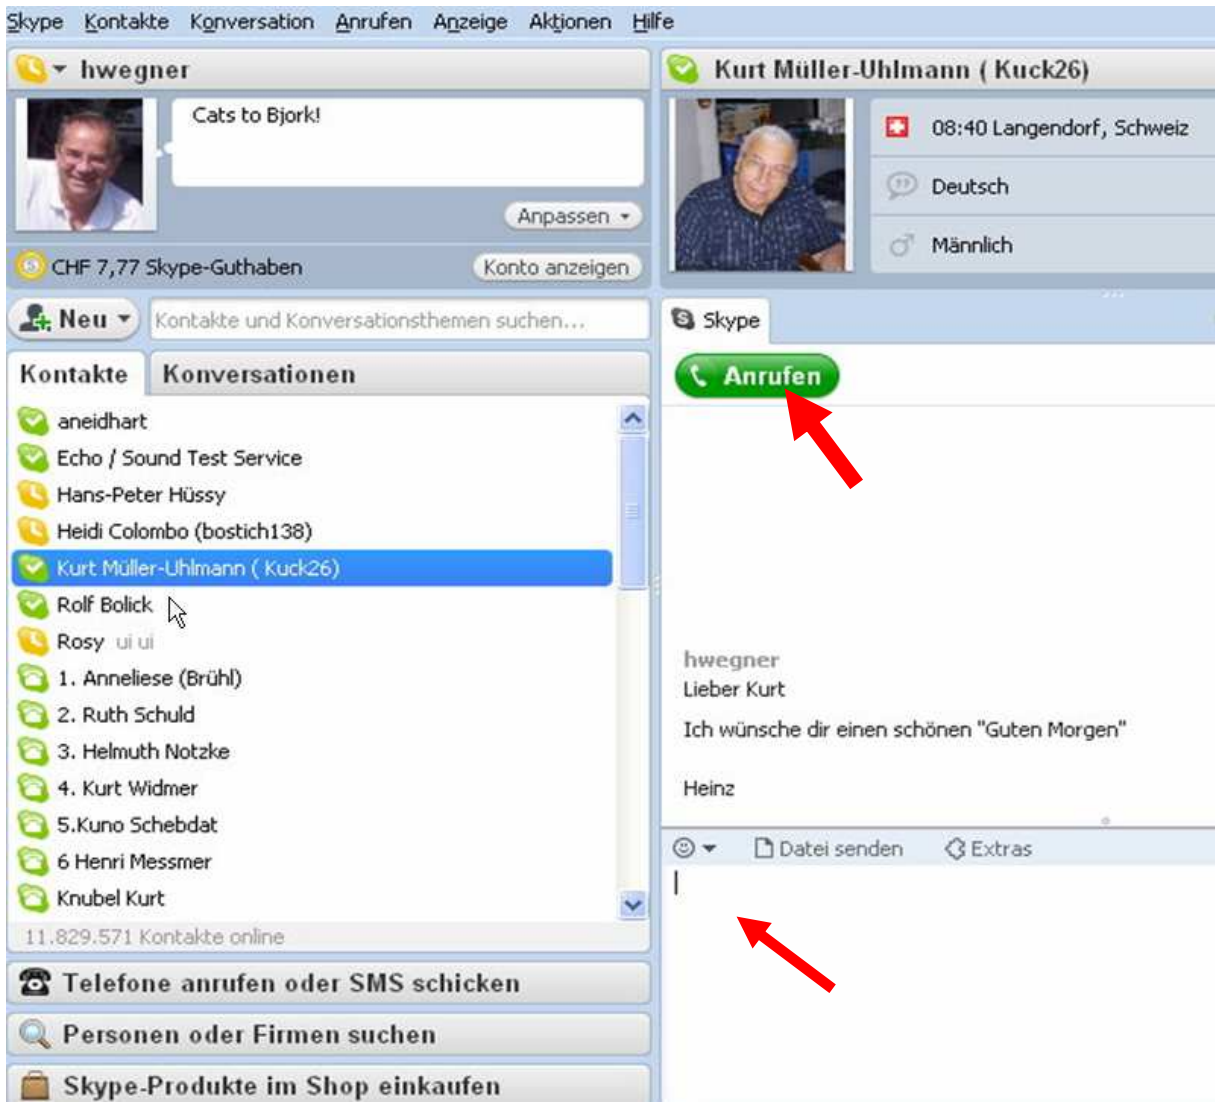 Skype Kontakte Konversation Anrufen Anzeige Aktionen Hilfe
hwegner
Cats to Bjork!
Anpassen
CHF 7,77 Skype-Guthaben
Konto anzeigen
Neu
Kontakte und Konversationsthemen suchen...
Kontakte Konversationen
aneidhart
Echo / Sound Test Service
Hans-Peter Hüssy
Heidi Colombo (bostich138)
Kurt Müller-Uhlmann ( Kuck26)
Rolf Bolick
Rosy ui ui
1. Anneliese (Brühl)
2. Ruth Schuld
3. Helmuth Notzke
4. Kurt Widmer
5.Kuno Schebdat
6 Henri Messmer
Knubel Kurt
11.829.571 Kontakte online
Telefone anrufen oder SMS schicken
Personen oder Firmen suchen
Skype-Produkte im Shop einkaufen
Kurt Müller-Uhlmann ( Kuck26)
08:40 Langendorf, Schweiz
Deutsch
Männlich
Skype
Anrufen
hwegner
Lieber Kurt
Ich wünsche dir einen schönen "Guten Morgen"
Heinz
Datei senden
Extras